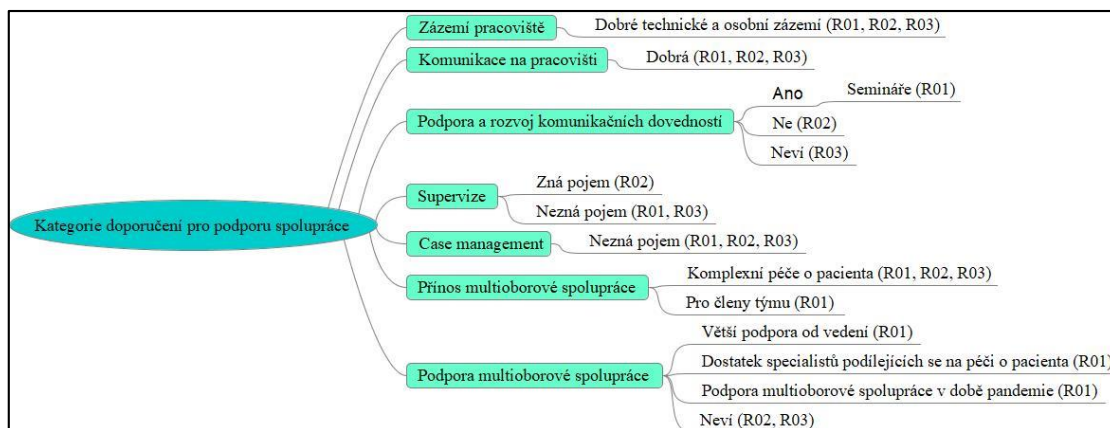 Kategorie doporučení pro podporu spolupráce
Zázemí pracoviště
Dobré technické a osobní zázemí (R01, R02, R03)
Komunikace na pracovišti
Dobrá (R01, R02, R03)
Podpora a rozvoj komunikačních dovedností
Ano
Semináře (R01)
Ne (R02)
Neví (R03)
Supervize
Zná pojem (R02)
Nezná pojem (R01, R03)
Case management
Nezná pojem (R01, R02, R03)
Přínos multioborové spolupráce
Komplexní péče o pacienta (R01, R02, R03)
Pro členy týmu (R01)
Podpora multioborové spolupráce
Větší podpora od vedení (R01)
Dostatek specialistů podílejících se na péči o pacienta (R01)
Podpora multioborové spolupráce v době pandemie (R01)
Neví (R02, R03)